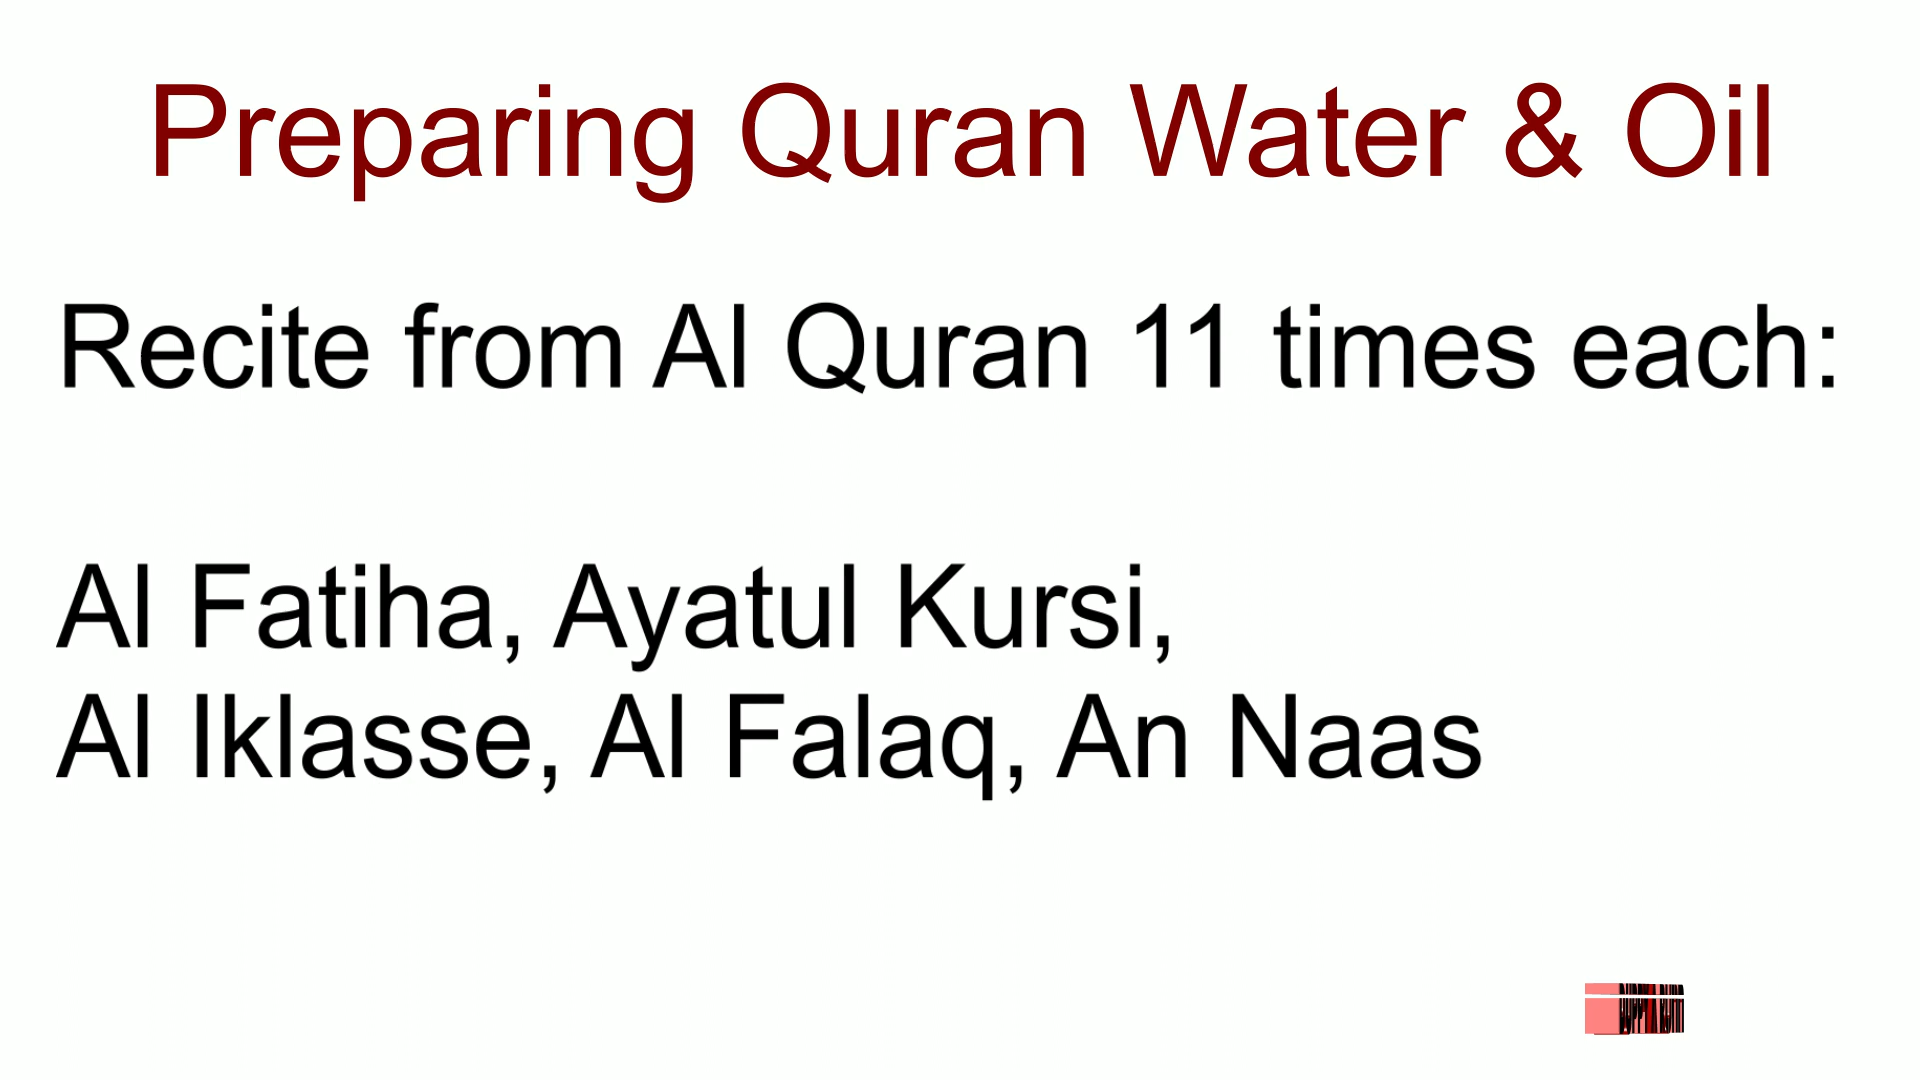 Preparing Quran Water & Oil
Recite from Al Quran 11 times each:
Al Fatiha, Ayatul Kursi,
Al Iklasse, Al Falaq, An Naas